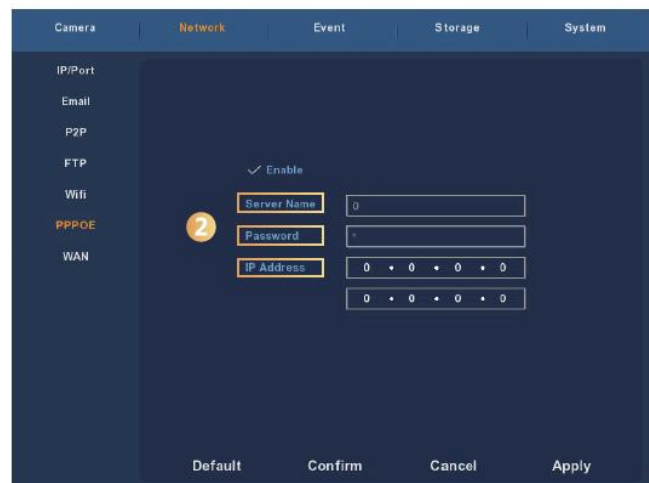 Camera Network Event Storage System
IP/Port
Email
P2P
FTP
Wifi
PPPOE
WAN
Enable
2
Server Name 0
Password *
IP Address 0 • 0 • 0 • 0
0 • 0 • 0 • 0
Default Confirm Cancel Apply